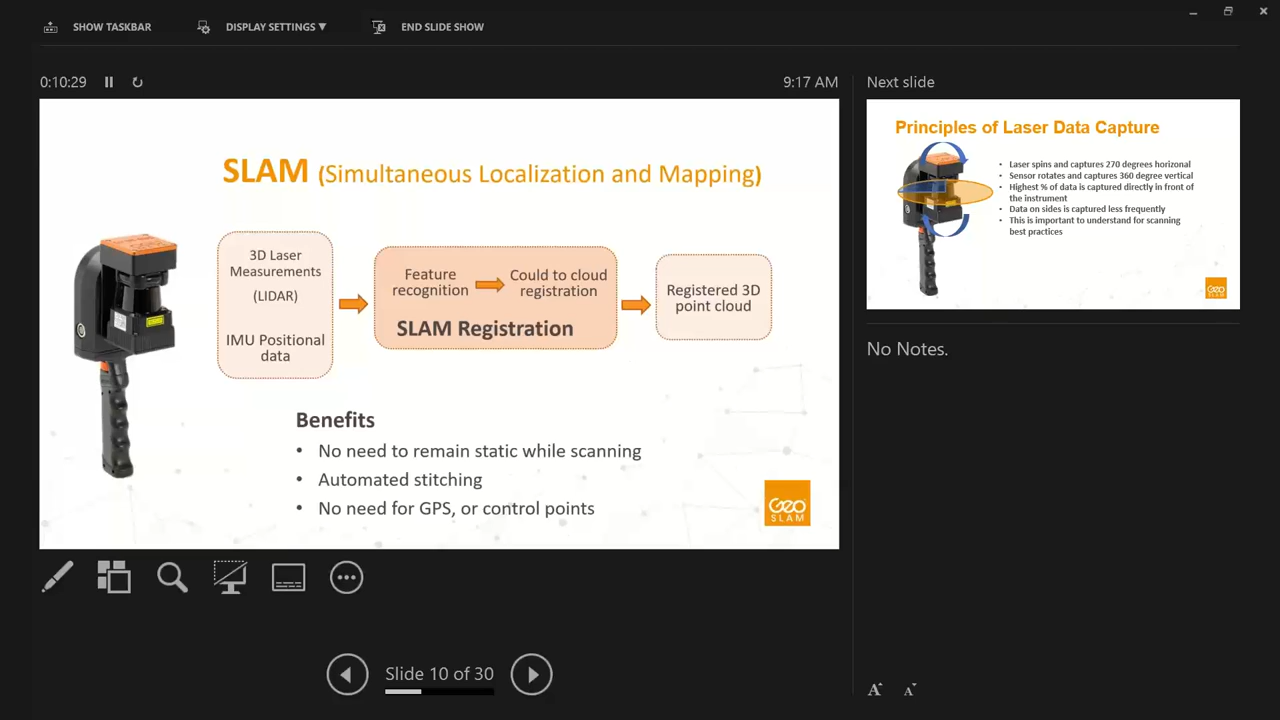 SHOW TASKBAR
DISPLAY SETTINGS ▼
END SLIDE SHOW
0:10:29
9:17 AM
SLAM (Simultaneous Localization and Mapping)
3D Laser
Measurements
(LIDAR)
IMU Positional
data
Feature
recognition
Could to cloud
registration
SLAM Registration
Registered 3D
point cloud
Benefits
• No need to remain static while scanning
• Automated stitching
• No need for GPS, or control points
Geo
SLAM
Slide 10 of 30
Next slide
Principles of Laser Data Capture
• Laser spins and captures 270 degrees horizonal
• Sensor rotates and captures 360 degree vertical
• Highest % of data is captured directly in front of
the instrument
• Data on sides is captured less frequently
• This is important to understand for scanning
best practices
Geo
SLAM
No Notes.
A A